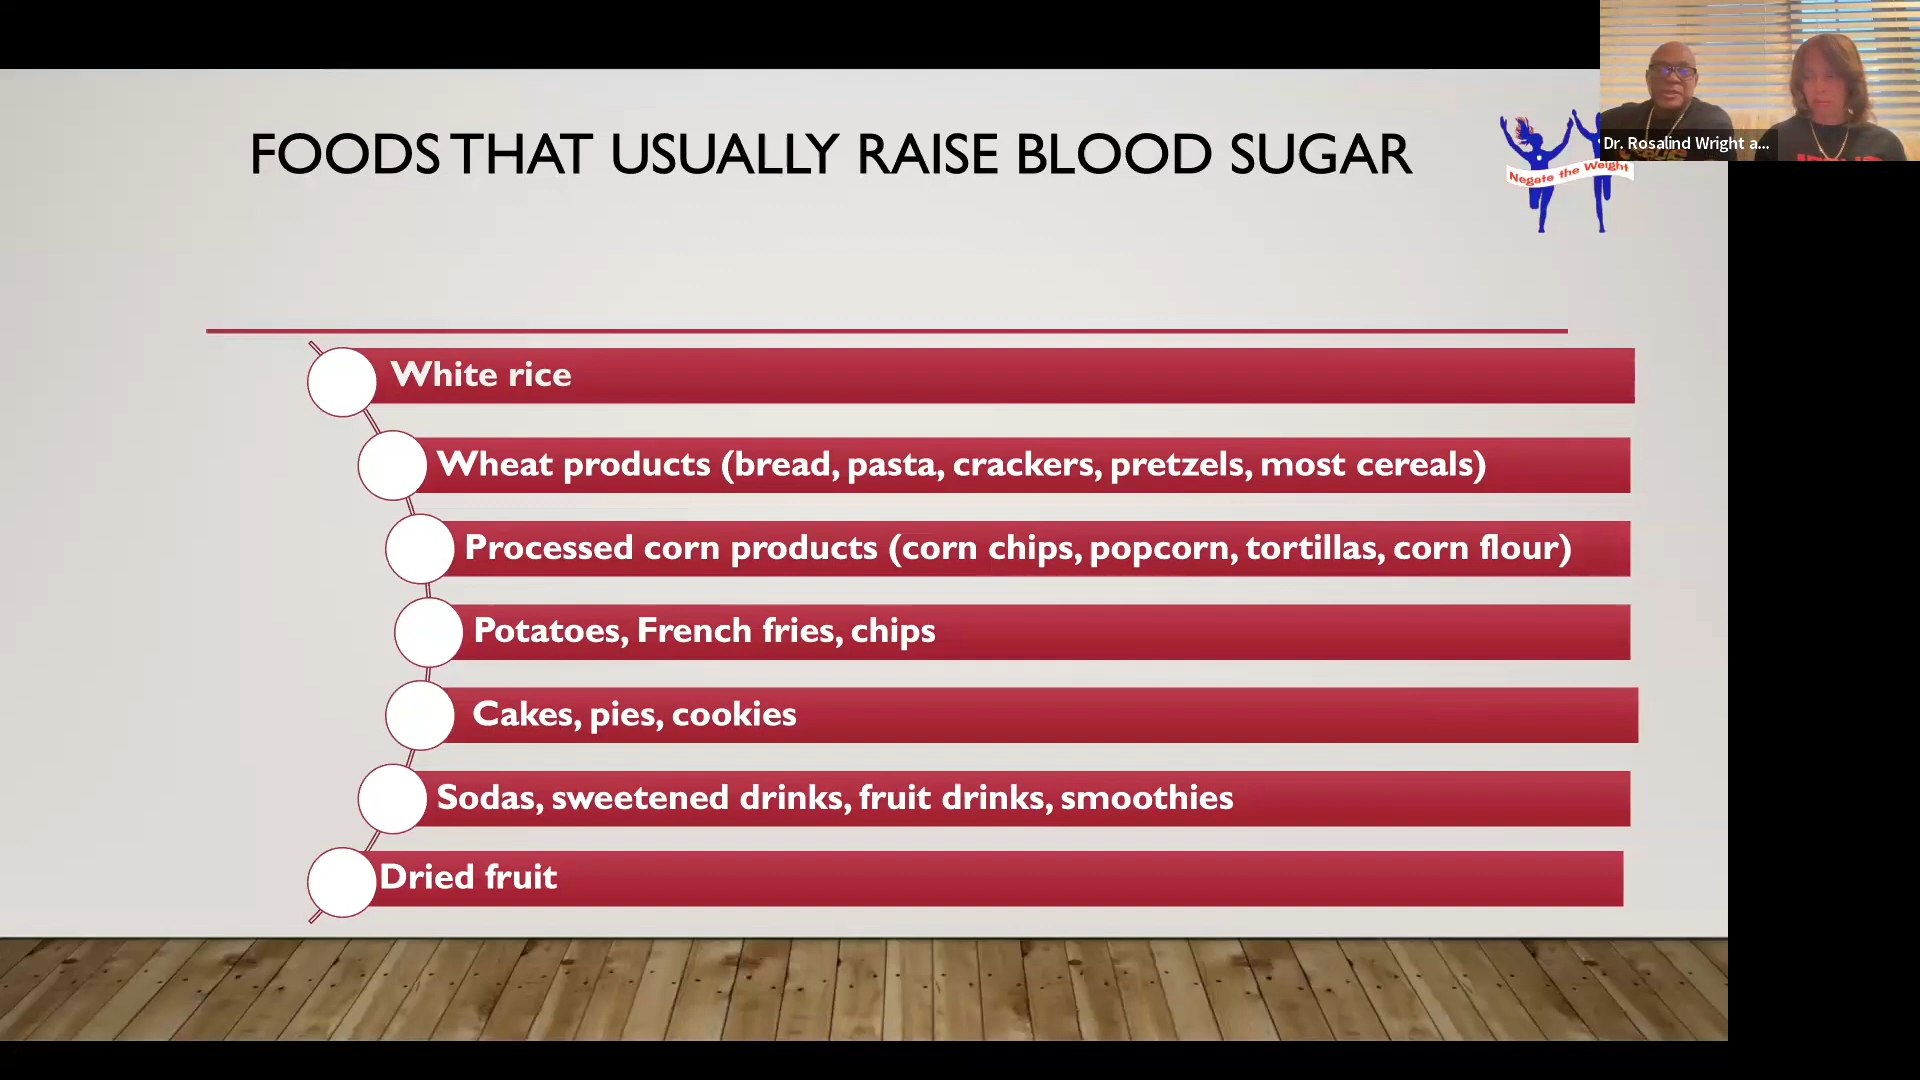 FOODS THAT USUALLY RAISE BLOOD SUGAR
Negate the Weight
Dr. Rosalind Wright a...
White rice
Wheat products (bread, pasta, crackers, pretzels, most cereals)
Processed corn products (corn chips, popcorn, tortillas, corn flour)
Potatoes, French fries, chips
Cakes, pies, cookies
Sodas, sweetened drinks, fruit drinks, smoothies
Dried fruit